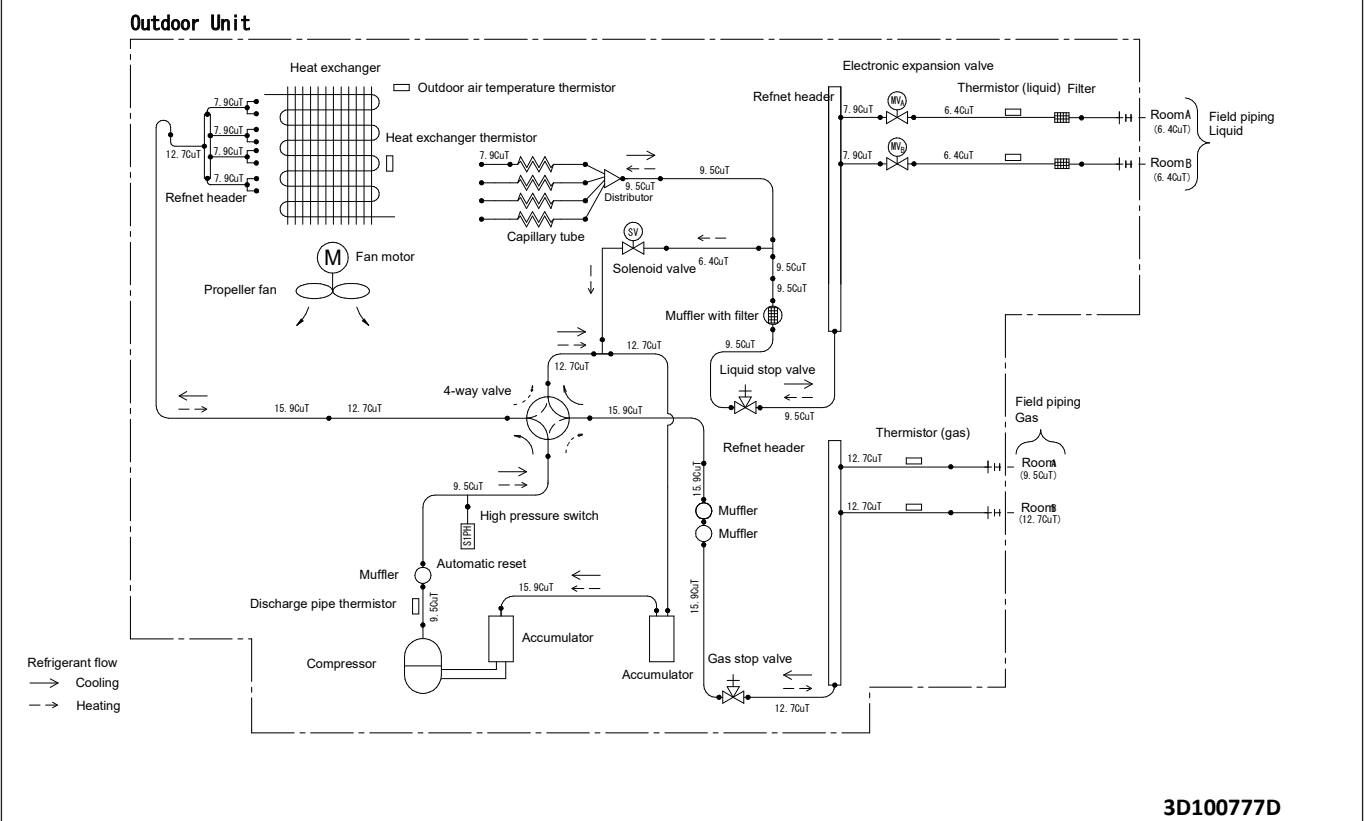 Outdoor Unit
Heat exchanger
Outdoor air temperature thermistor
Electronic expansion valve
Refnet header
Thermistor (liquid)
Filter
7.9CuT
7.9CuT
7.9CuT
7.9CuT
12.7CuT
Refnet header
Heat exchanger thermistor
7.9CuT
9.5CuT
Distributor
9.5CuT
Capillary tube
MVA
7.9CuT
6.4CuT
Room A
(6.4CuT)
MVB
7.9CuT
6.4CuT
Room B
(6.4CuT)
Field piping
Liquid
SV
Solenoid valve
6.4CuT
9.5CuT
9.5CuT
M
Fan motor
Propeller fan
Muffler with filter
9.5CuT
Liquid stop valve
9.5CuT
12.7CuT
12.7CuT
4-way valve
15.9CuT
12.7CuT
15.9CuT
Refnet header
Thermistor (gas)
Field piping
Gas
12.7CuT
Room A
(9.5CuT)
12.7CuT
Room B
(12.7CuT)
15.9CuT
Muffler
Muffler
9.5CuT
High pressure switch
S1PH
Automatic reset
Muffler
Discharge pipe thermistor
9.5CuT
15.9CuT
15.9CuT
Compressor
Accumulator
Accumulator
Gas stop valve
12.7CuT
Refrigerant flow
Cooling
Heating
3D100777D